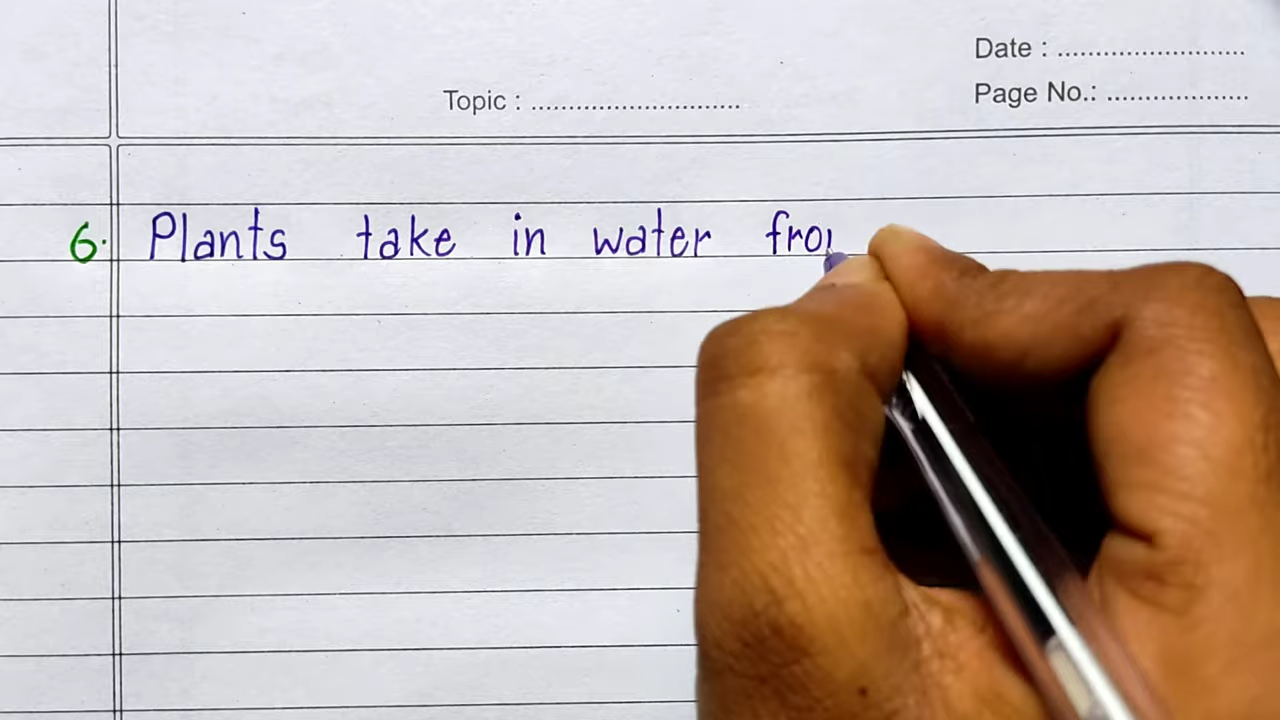 Date : .........................
Topic : ............................
Page No.: ...................
6. Plants take in water fro